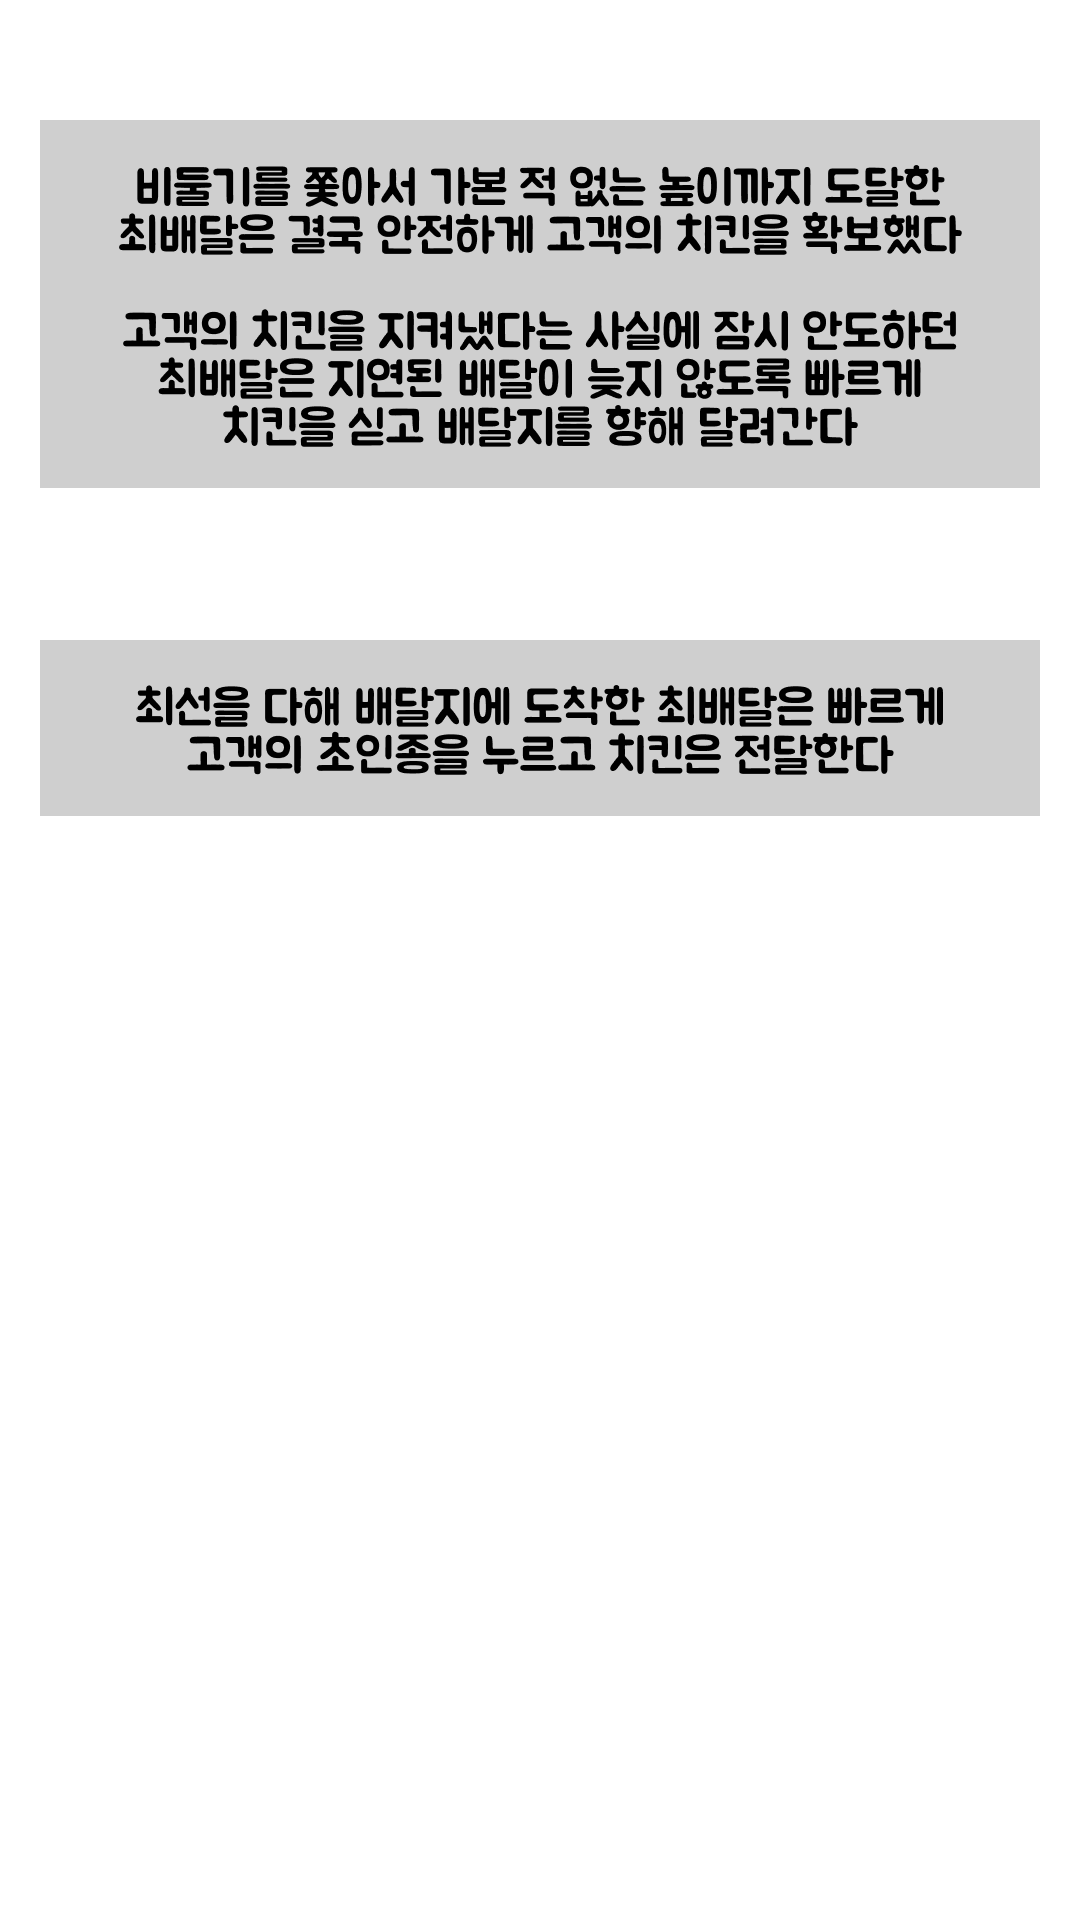 비둘기를 쫓아서 가본 적 없는 높이까지 도달한
최배달은 결국 안전하게 고객의 치킨을 확보했다
고객의 치킨을 지켜냈다는 사실에 잠시 안도하던
최배달은 지연된 배달이 늦지 않도록 빠르게
치킨을 싣고 배달지를 향해 달려간다
최선을 다해 배달지에 도착한 최배달은 빠르게
고객의 초인종을 누르고 치킨은 전달한다